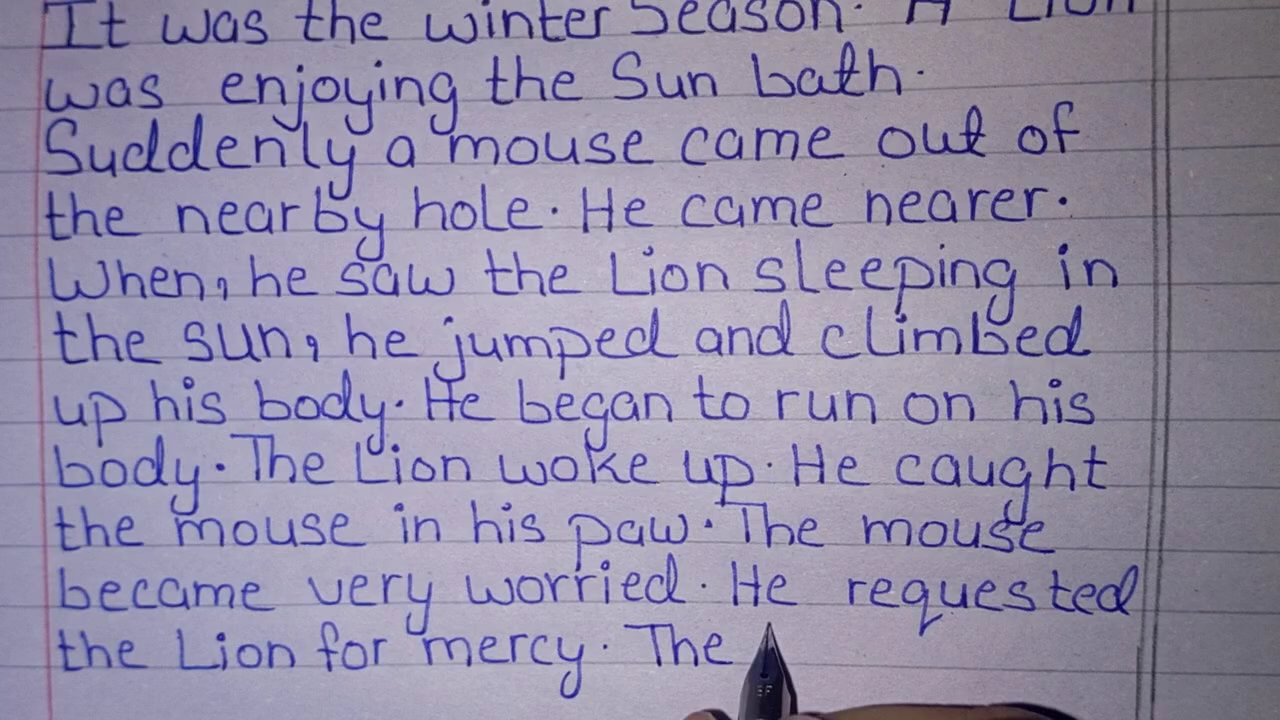 It was the winter Season. A Lion
was enjoying the Sun bath.
Suddenly a mouse came out of
the nearby hole. He came nearer.
When, he saw the Lion sleeping in
the sun, he jumped and climbed
up his body. He began to run on his
body. The Lion woke up. He caught
the mouse in his paw. The mouse
became very worried. He requested
the Lion for mercy. The